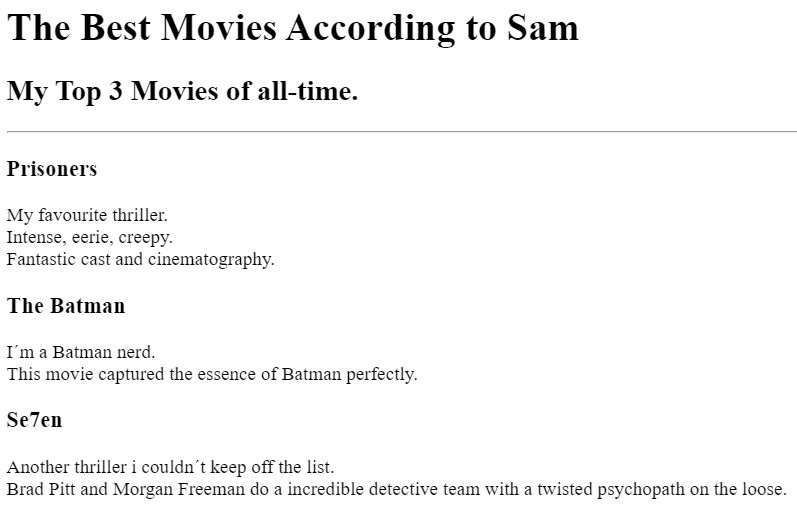 The Best Movies According to Sam
My Top 3 Movies of all-time.
Prisoners
My favourite thriller.
Intense, eerie, creepy.
Fantastic cast and cinematography.
The Batman
I´m a Batman nerd.
This movie captured the essence of Batman perfectly.
Se7en
Another thriller i couldn´t keep off the list.
Brad Pitt and Morgan Freeman do a incredible detective team with a twisted psychopath on the loose.